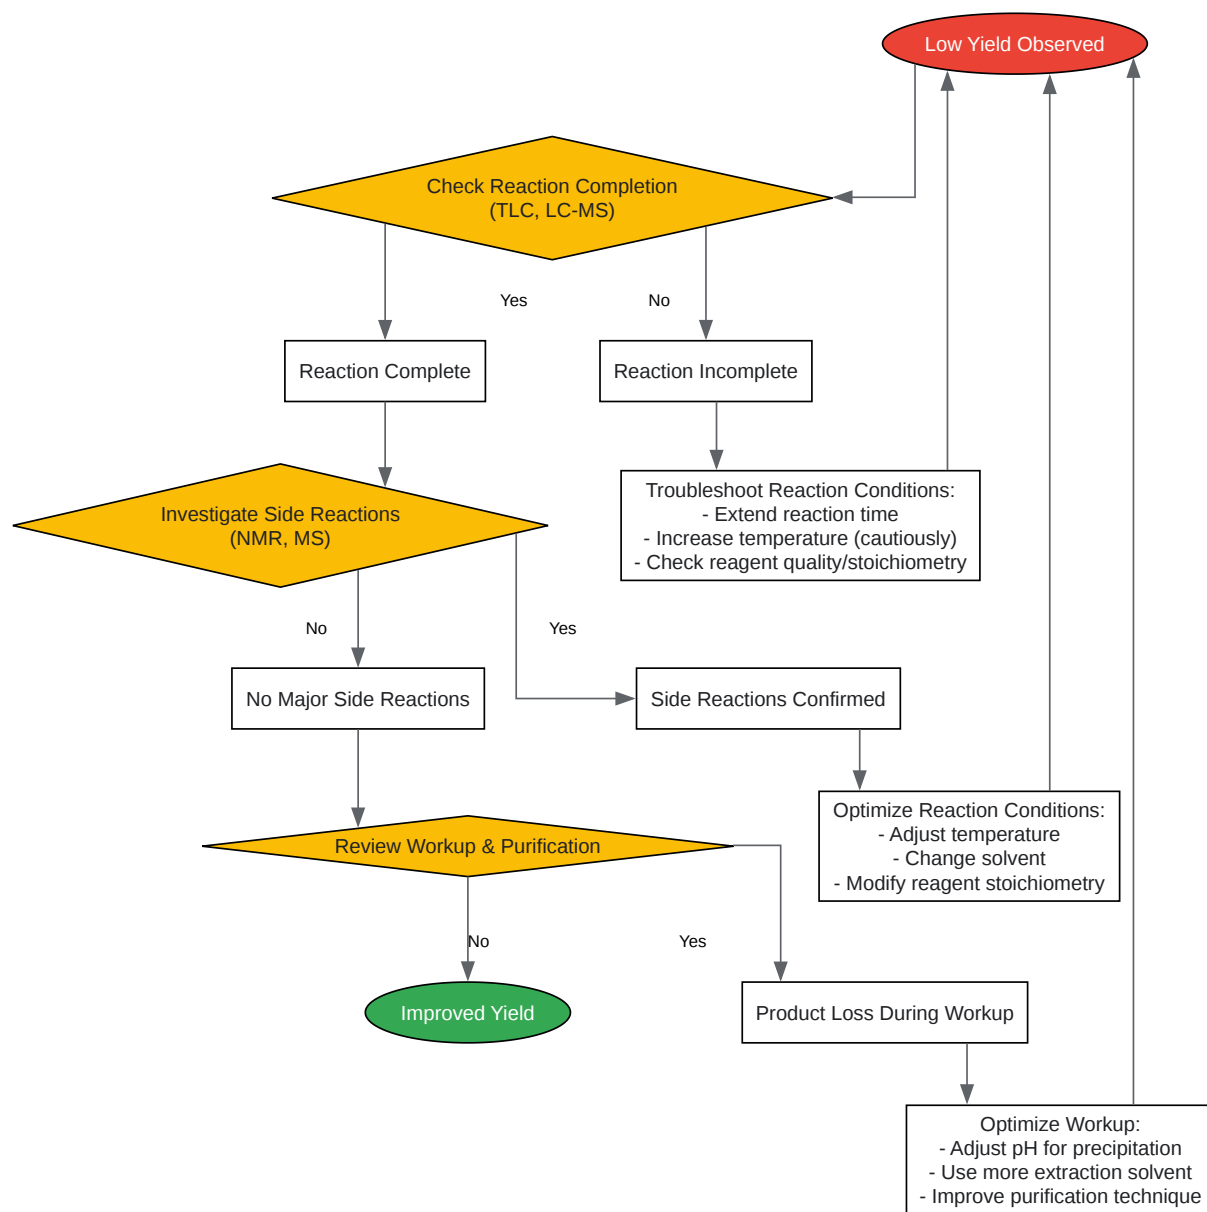 Low Yield Observed
Check Reaction Completion
(TLC, LC-MS)
Yes
No
Reaction Complete
Reaction Incomplete
Troubleshoot Reaction Conditions:
- Extend reaction time
- Increase temperature (cautiously)
- Check reagent quality/stoichiometry
Investigate Side Reactions
(NMR, MS)
No
Yes
No Major Side Reactions
Side Reactions Confirmed
Optimize Reaction Conditions:
- Adjust temperature
- Change solvent
- Modify reagent stoichiometry
Review Workup & Purification
No
Yes
Improved Yield
Product Loss During Workup
Optimize Workup:
- Adjust pH for precipitation
- Use more extraction solvent
- Improve purification technique